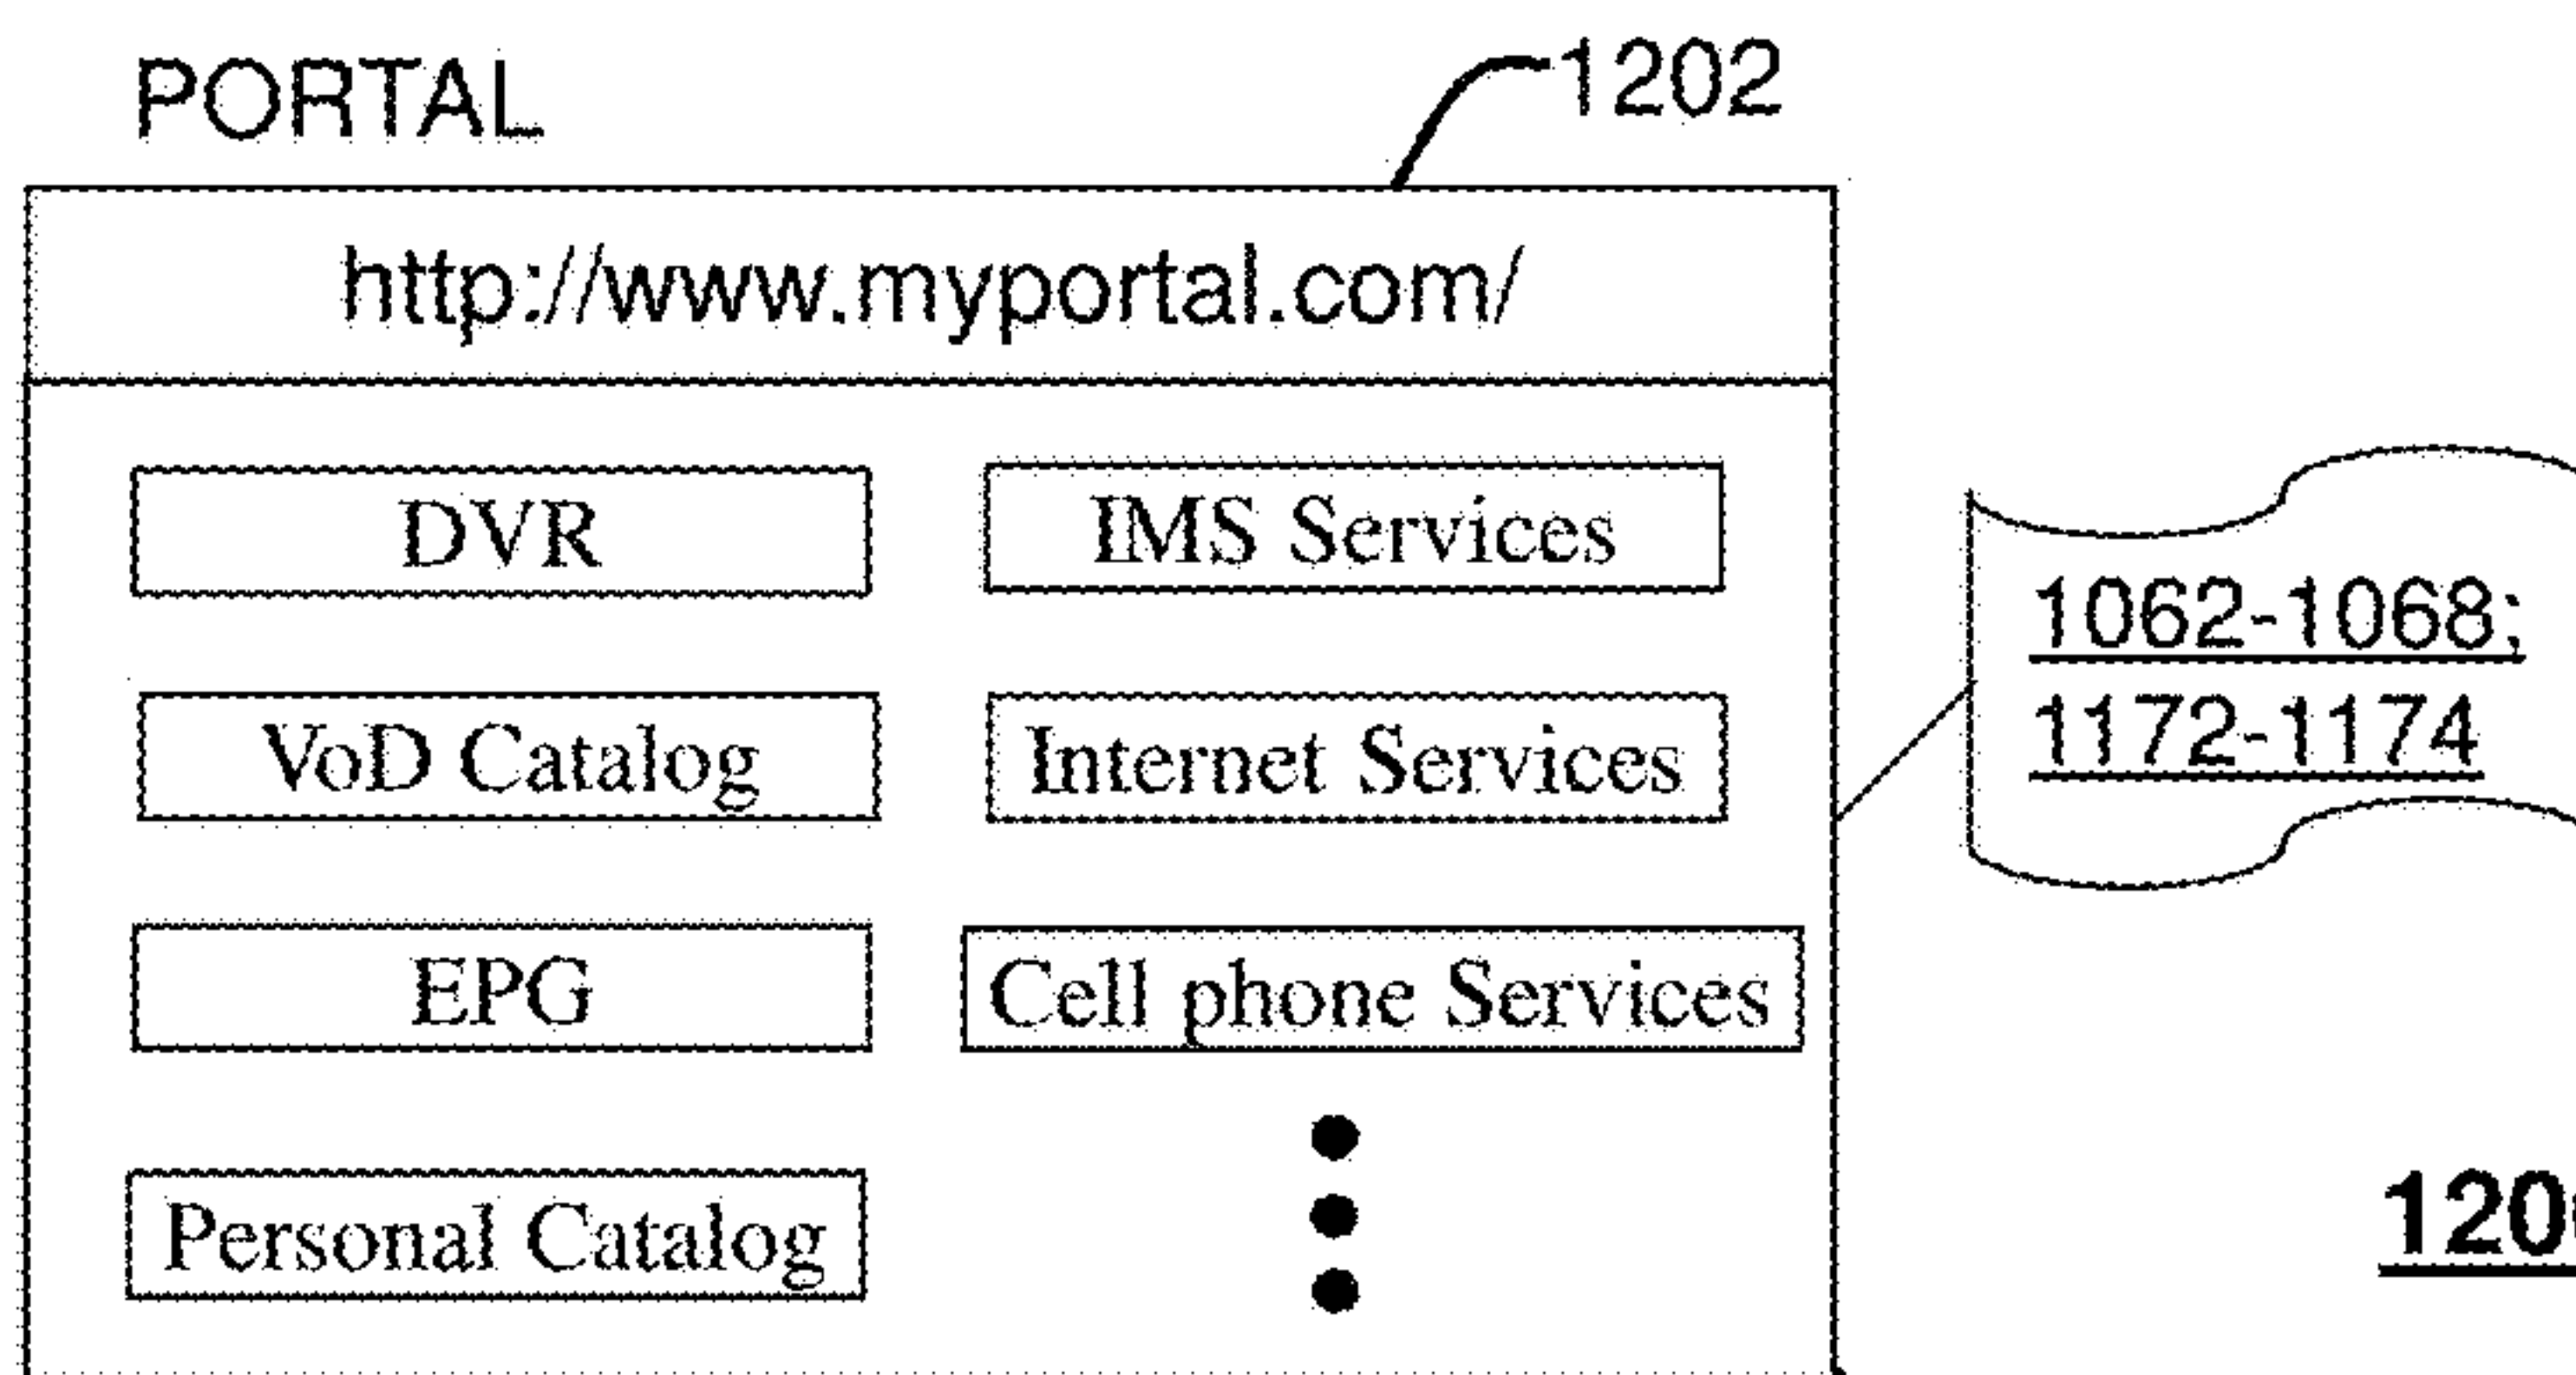 PORTAL
1202
http://www.myportal.com/
DVR
IMS Services
VoD Catalog
Internet Services
EPG
Cell phone Services
Personal Catalog
1062-1068;
1172-1174